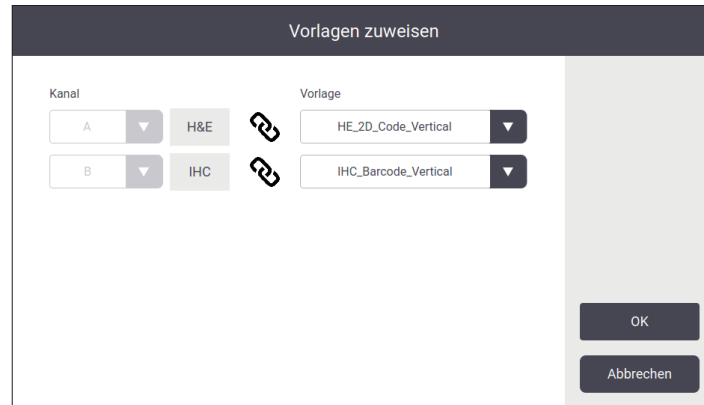 Vorlagen zuweisen
Kanal Vorlage
A H&E HE_2D_Code_Vertical
B IHC IHC_Barcode_Vertical
OK
Abbrechen